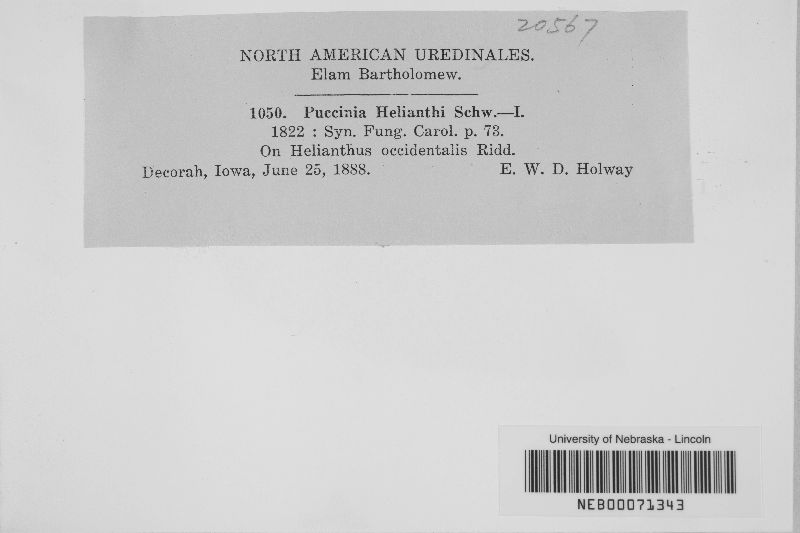 20567
NORTH AMERICAN UREDINALES.
Elam Bartholomew.
1050. Puccinia Helianthi Schw.—I.
1822 : Syn. Fung. Carol. p. 73.
On Helianthus occidentalis Ridd.
Decorah, Iowa, June 25, 1888. E. W. D. Holway
University of Nebraska - Lincoln
NEB00071343